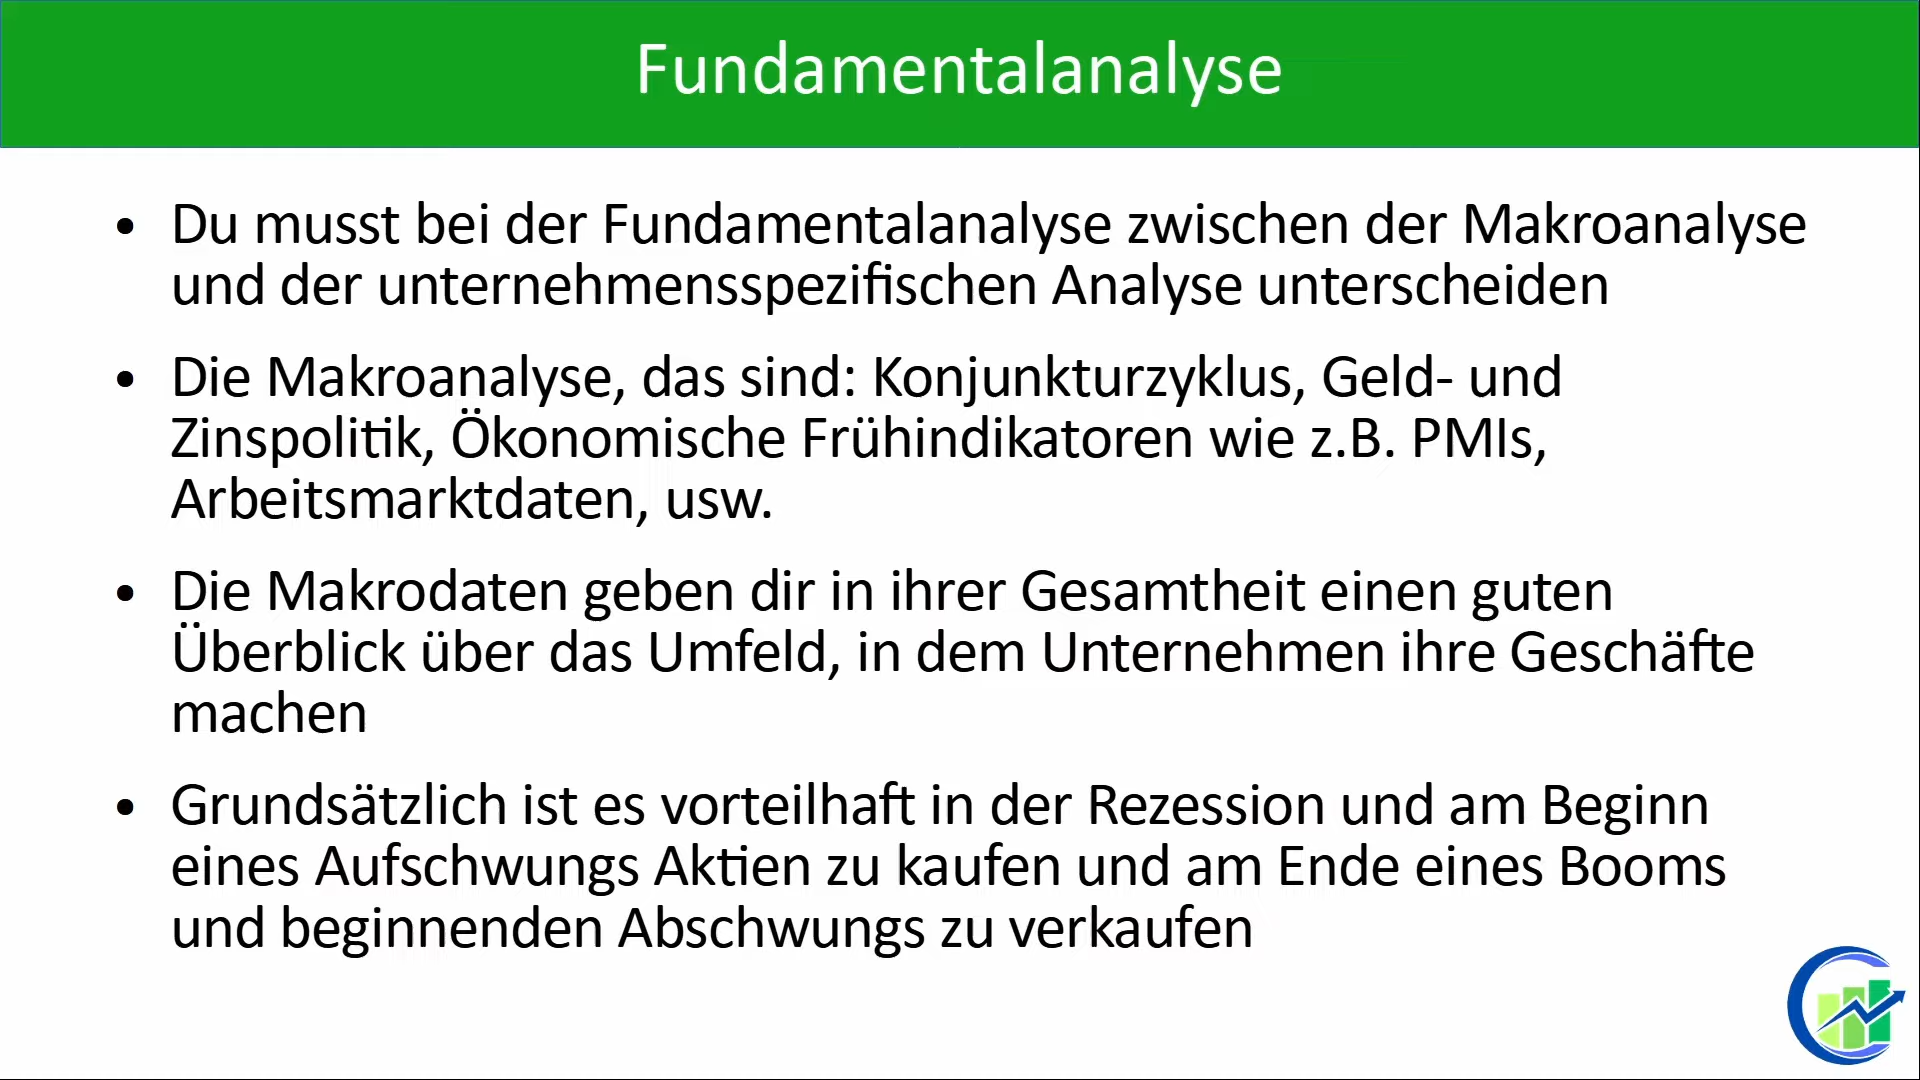 Fundamentalanalyse
• Du musst bei der Fundamentalanalyse zwischen der Makroanalyse
und der unternehmensspezifischen Analyse unterscheiden
• Die Makroanalyse, das sind: Konjunkturzyklus, Geld- und
Zinspolitik, Ökonomische Frühindikatoren wie z.B. PMIs,
Arbeitsmarktdaten, usw.
• Die Makrodaten geben dir in ihrer Gesamtheit einen guten
Überblick über das Umfeld, in dem Unternehmen ihre Geschäfte
machen
• Grundsätzlich ist es vorteilhaft in der Rezession und am Beginn
eines Aufschwungs Aktien zu kaufen und am Ende eines Booms
und beginnenden Abschwungs zu verkaufen